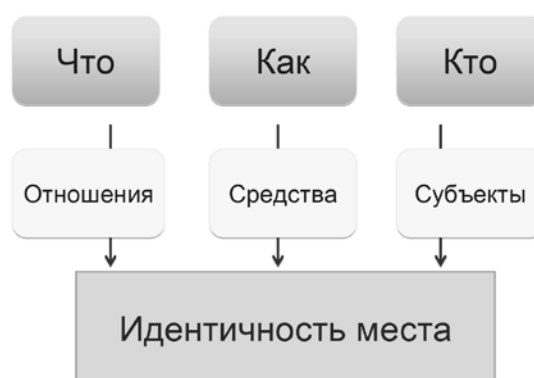 Что
Как
Кто
Отношения
Средства
Субъекты
Идентичность места